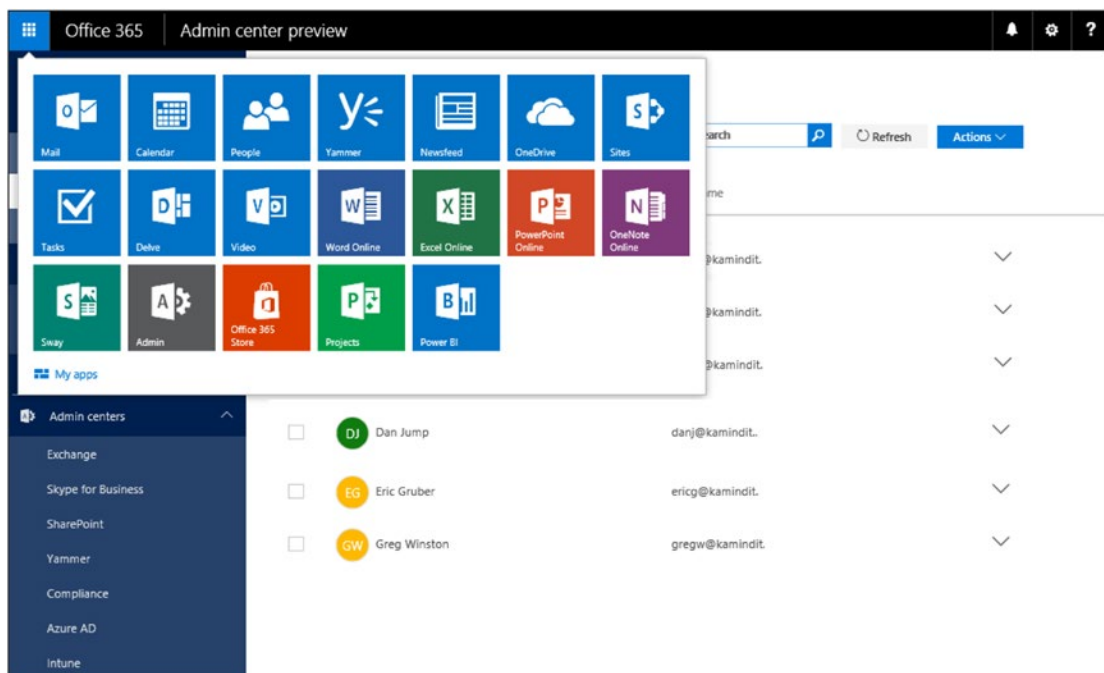 Office 365 Admin center preview ?
Mail Calendar People Yammer Newsfeed OneDrive Sites
Tasks Delve Video Word Online Excel Online PowerPoint Online OneNote Online
Sway Admin Office 365 Store Projects Power BI
My apps
earch Refresh Actions
me
@kamindit.
@kamindit.
@kamindit.
Admin centers
Exchange
Skype for Business
SharePoint
Yammer
Compliance
Azure AD
Intune
DJ Dan Jump danj@kamindit..
EG Eric Gruber ericg@kamindit.
GW Greg Winston gregw@kamindit.